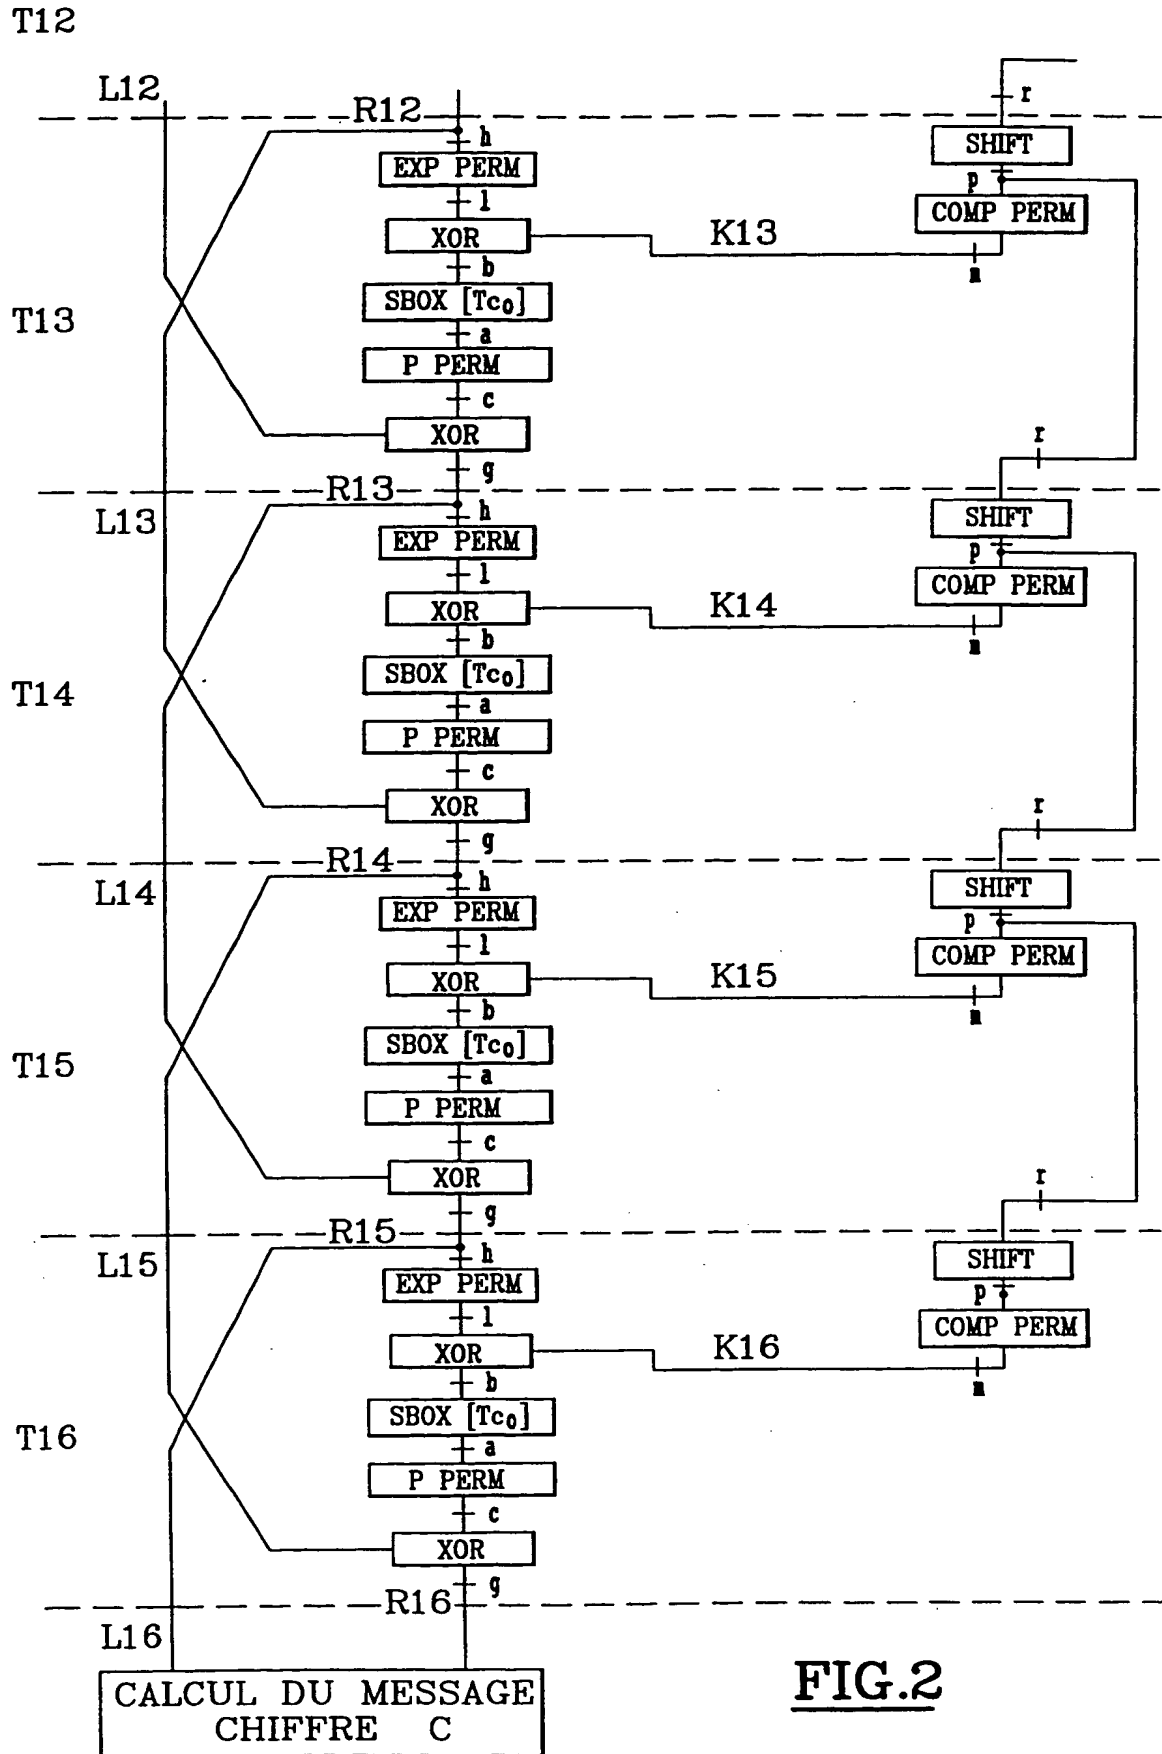 T12
L12
R12
r
h
SHIFT
EXP PERM
p
l
COMP PERM
XOR
K13
b
m
SBOX [Tc0]
T13
a
P PERM
c
XOR
r
g
R13
L13
h
SHIFT
EXP PERM
p
l
COMP PERM
XOR
K14
b
m
SBOX [Tc0]
T14
a
P PERM
c
XOR
r
g
R14
L14
h
SHIFT
EXP PERM
p
l
COMP PERM
XOR
K15
b
m
SBOX [Tc0]
T15
a
P PERM
c
XOR
r
g
R15
L15
h
SHIFT
EXP PERM
p
l
COMP PERM
XOR
K16
b
m
SBOX [Tc0]
T16
a
P PERM
c
XOR
g
R16
L16
CALCUL DU MESSAGE
CHIFFRE C
FIG.2